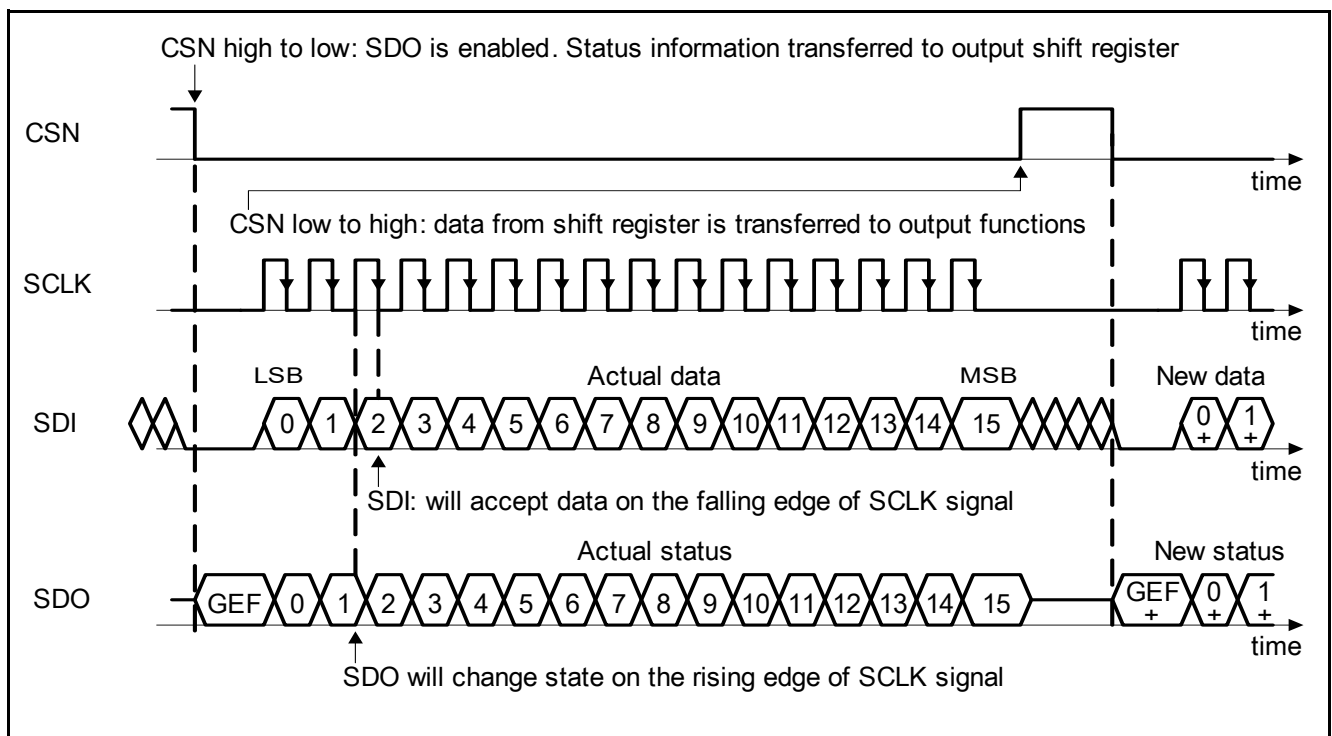 CSN high to low: SDO is enabled. Status information transferred to output shift register
CSN
time
CSN low to high: data from shift register is transferred to output functions
SCLK
time
LSB Actual data MSB New data
SDI
0 1 2 3 4 5 6 7 8 9 10 11 12 13 14 15 0 1
+ +
time
SDI: will accept data on the falling edge of SCLK signal
Actual status New status
SDO
GEF 0 1 2 3 4 5 6 7 8 9 10 11 12 13 14 15 GEF 0 1
+ + +
time
SDO will change state on the rising edge of SCLK signal